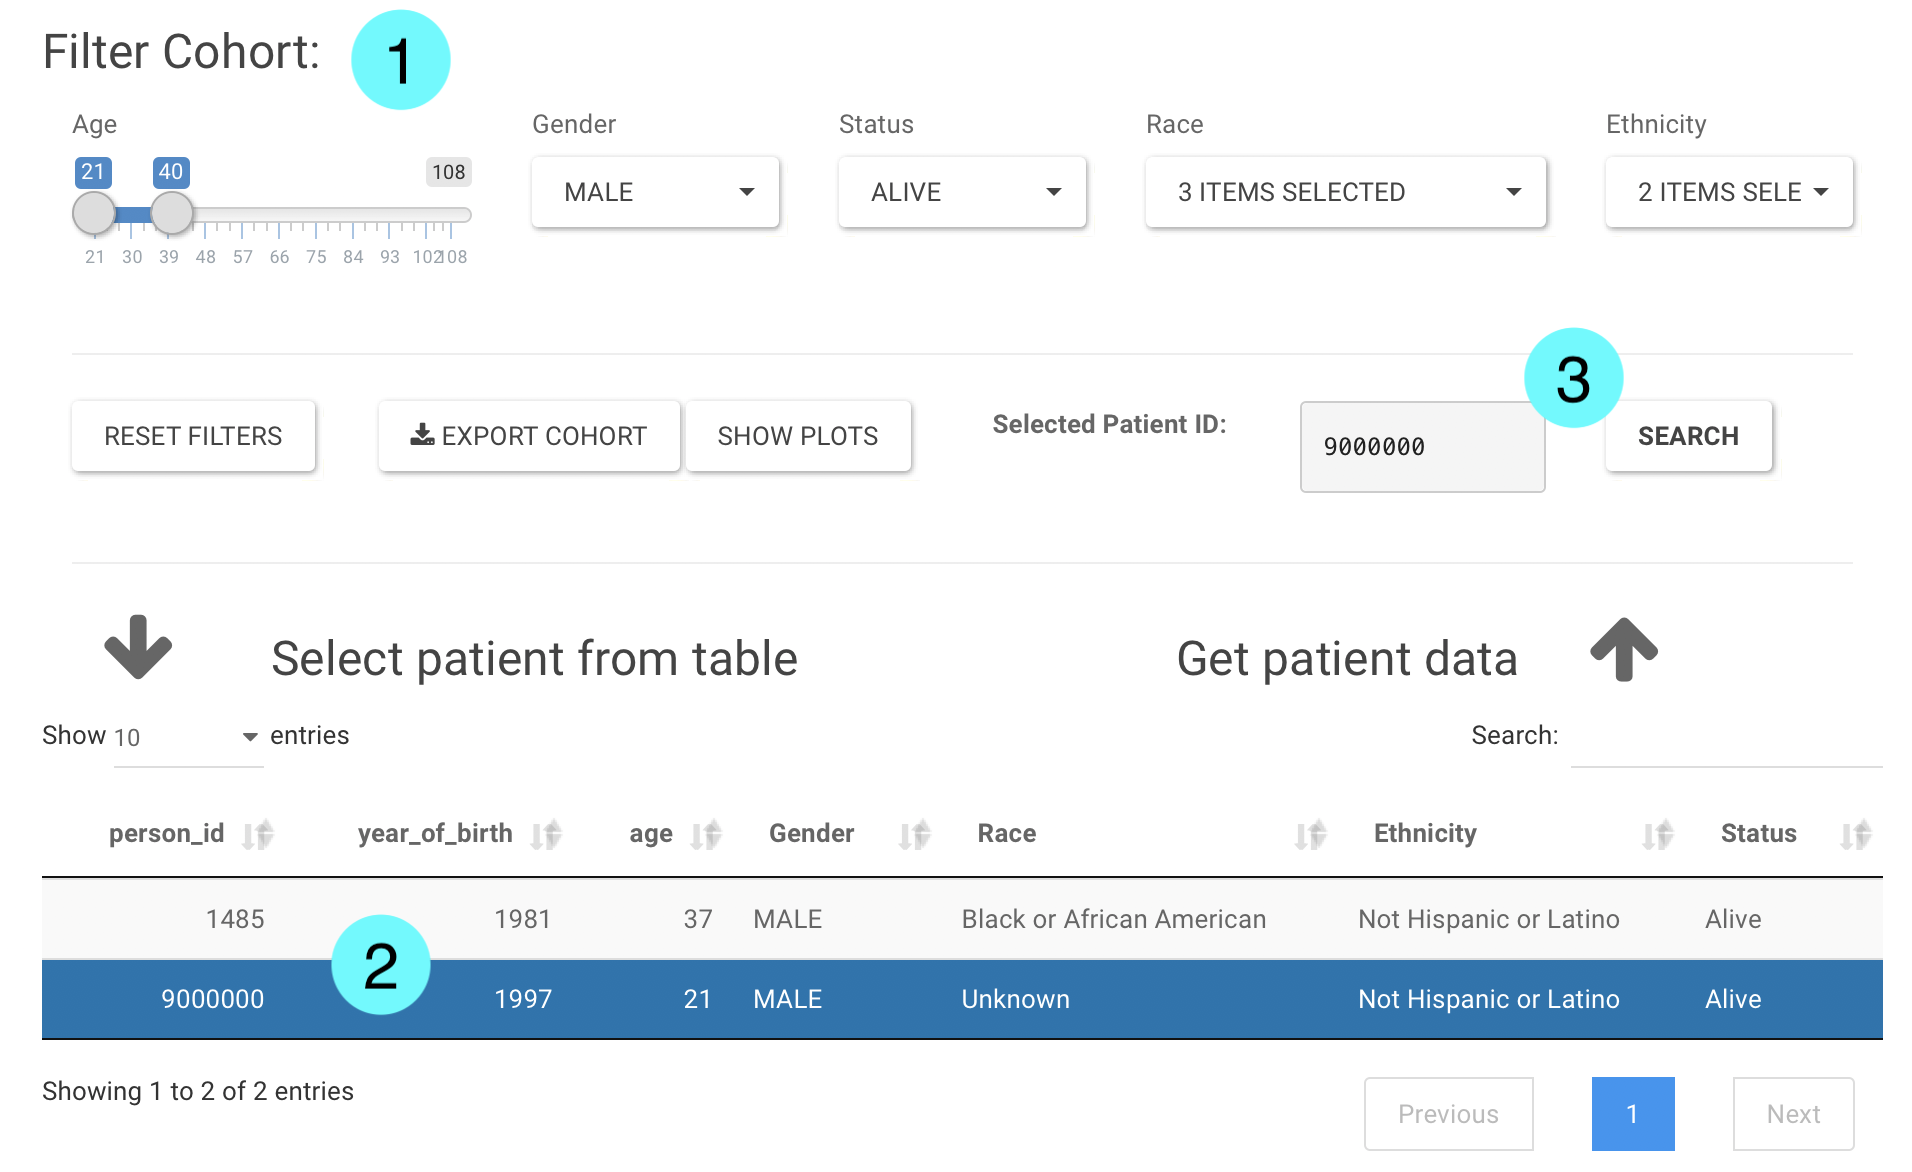 Filter Cohort: 1
Age Gender Status Race Ethnicity
21 40 108
MALE ALIVE 3 ITEMS SELECTED 2 ITEMS SELE
21 30 39 48 57 66 75 84 93 102 108
3
RESET FILTERS EXPORT COHORT SHOW PLOTS Selected Patient ID: 9000000 SEARCH
Select patient from table Get patient data
Show 10 entries Search:
person_id year_of_birth age Gender Race Ethnicity Status
1485 1981 37 MALE Black or African American Not Hispanic or Latino Alive
2
9000000 1997 21 MALE Unknown Not Hispanic or Latino Alive
Showing 1 to 2 of 2 entries
Previous 1 Next